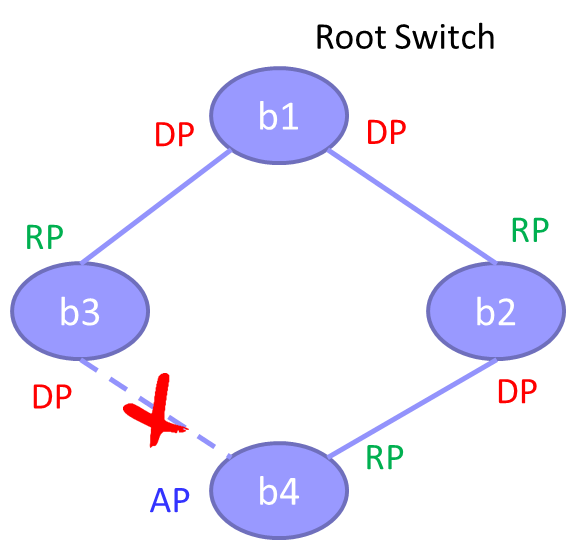 Root Switch
b1
DP
DP
RP
RP
b3
b2
DP
DP
RP
AP
b4